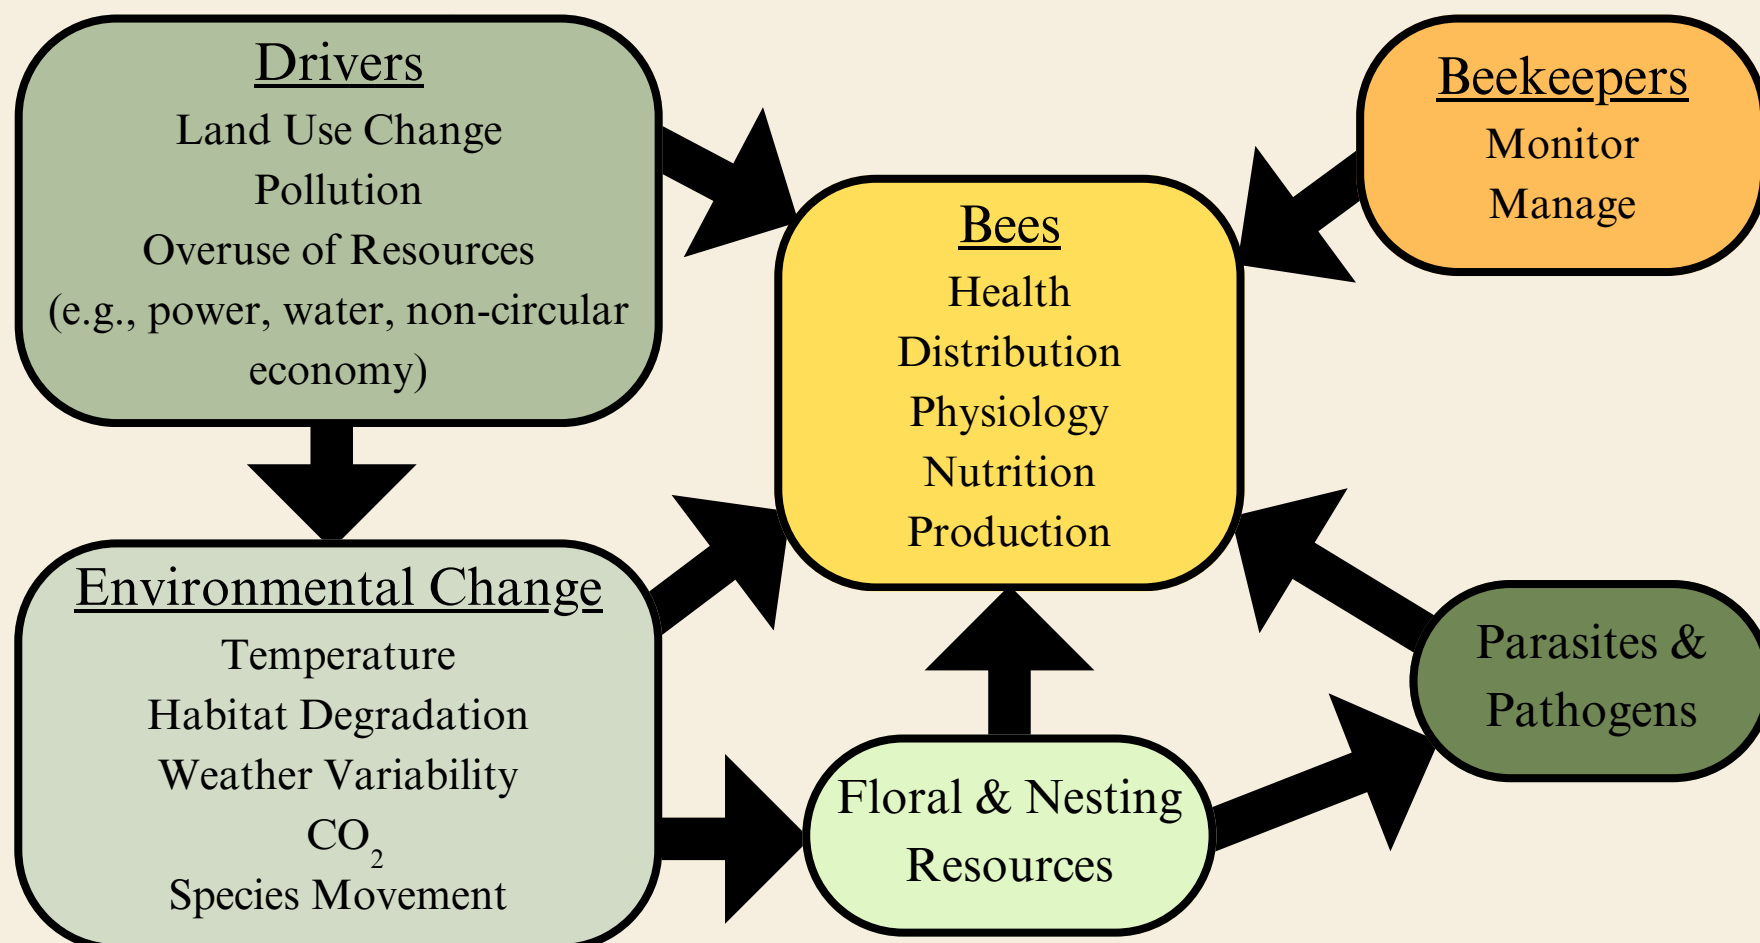 Drivers
Land Use Change
Pollution
Overuse of Resources
(e.g., power, water, non-circular
economy)
Beekeepers
Monitor
Manage
Bees
Health
Distribution
Physiology
Nutrition
Production
Environmental Change
Temperature
Habitat Degradation
Weather Variability
CO₂
Species Movement
Floral & Nesting
Resources
Parasites &
Pathogens